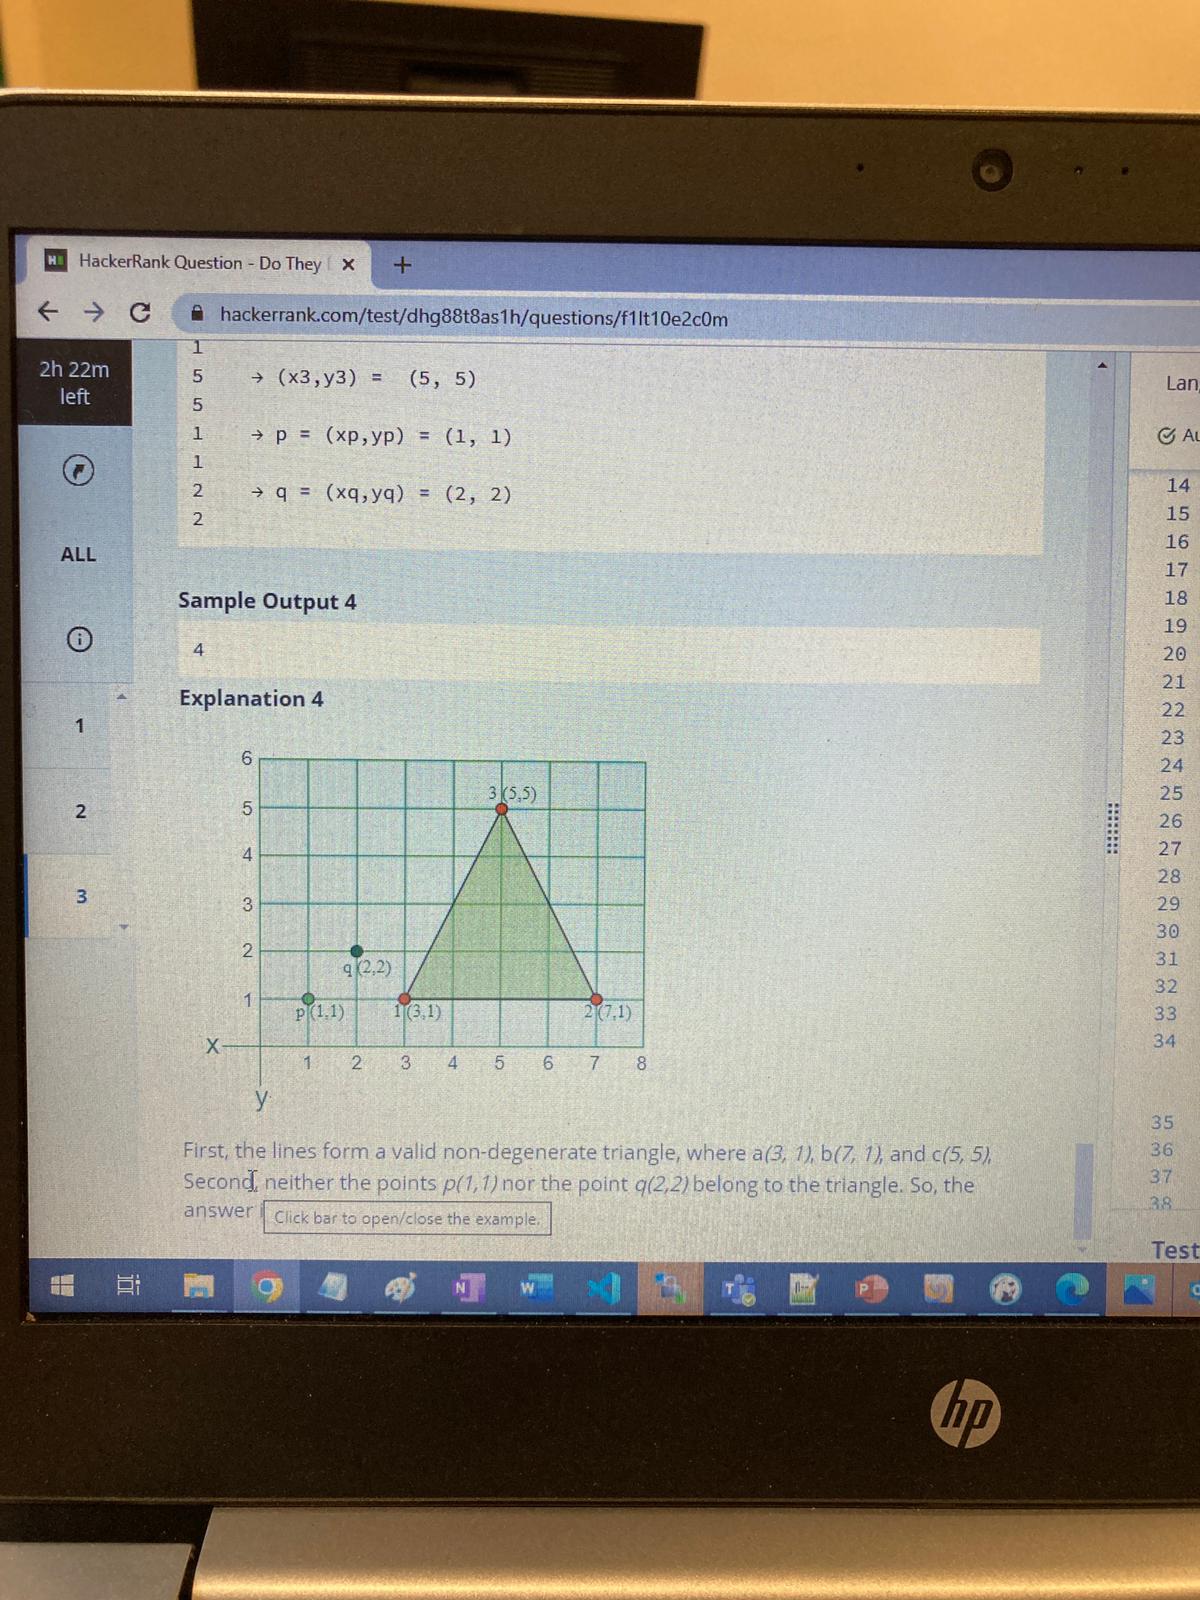 HackerRank Question - Do They
hackerrank.com/test/dhg88t8as1h/questions/f1lt10e2c0m
2h 22m
left
ALL
1
2
3
1
5 → (x3,y3) = (5, 5)
5
1 → p = (xp,yp) = (1, 1)
1
2 → q = (xq,yq) = (2, 2)
2
Sample Output 4
4
Explanation 4
6
5
4
3
2
1
3 (5,5)
q (2,2)
p (1,1)
1 (3,1)
2 (7,1)
X
1 2 3 4 5 6 7 8
y
First, the lines form a valid non-degenerate triangle, where a(3, 1), b(7, 1), and c(5, 5),
Second, neither the points p(1,1) nor the point q(2,2) belong to the triangle. So, the
answer
Click bar to open/close the example.
14
15
16
17
18
19
20
21
22
23
24
25
26
27
28
29
30
31
32
33
34
35
36
37
38
Test
hp